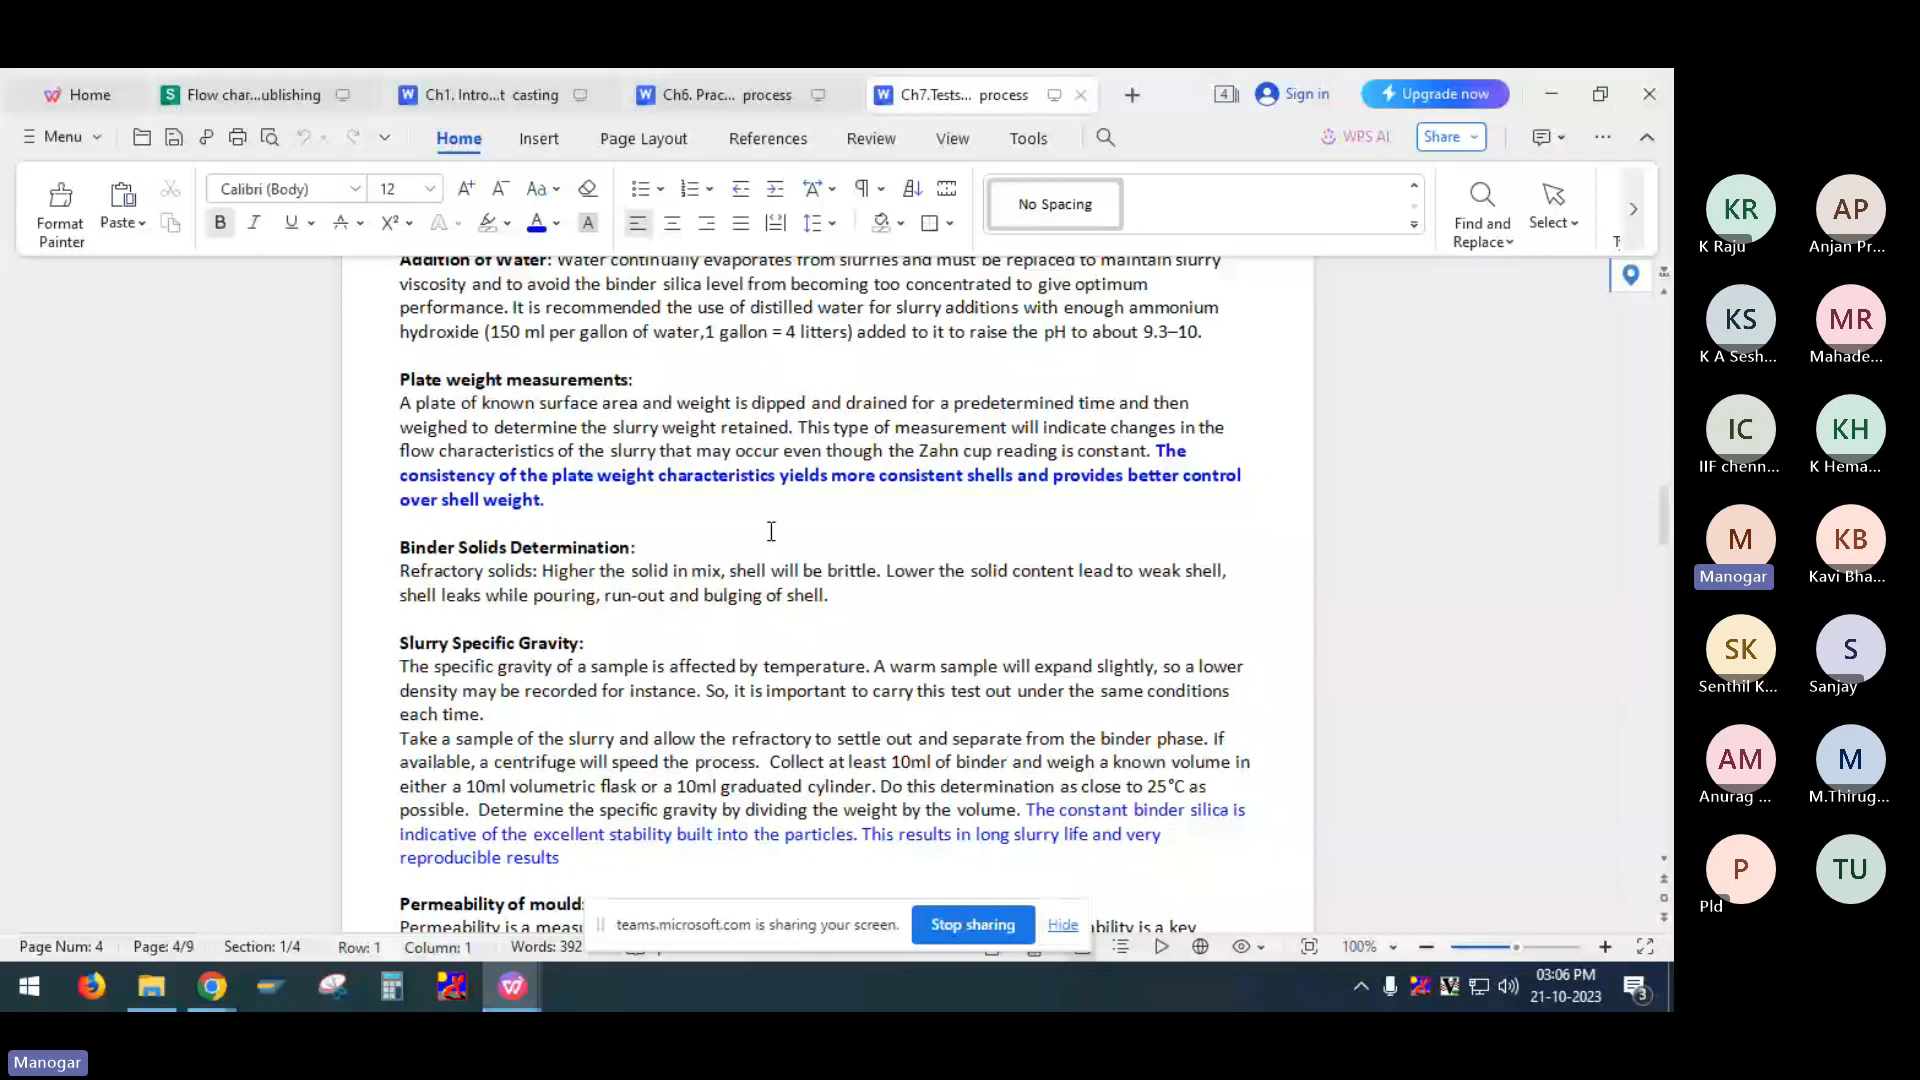 Home
Flow char...ublishing
Ch1. Intro...t casting
Ch6. Prac... process
Ch7.Tests... process
4
Sign in
Upgrade now
Menu
Home
Insert
Page Layout
References
Review
View
Tools
WPS AI
Share
Format
Painter
Paste
Calibri (Body)
12
No Spacing
Find and
Replace
Select
Addition of Water: Water continually evaporates from slurries and must be replaced to maintain slurry
viscosity and to avoid the binder silica level from becoming too concentrated to give optimum
performance. It is recommended the use of distilled water for slurry additions with enough ammonium
hydroxide (150 ml per gallon of water,1 gallon = 4 litters) added to it to raise the pH to about 9.3–10.
Plate weight measurements:
A plate of known surface area and weight is dipped and drained for a predetermined time and then
weighed to determine the slurry weight retained. This type of measurement will indicate changes in the
flow characteristics of the slurry that may occur even though the Zahn cup reading is constant. The
consistency of the plate weight characteristics yields more consistent shells and provides better control
over shell weight.
Binder Solids Determination:
Refractory solids: Higher the solid in mix, shell will be brittle. Lower the solid content lead to weak shell,
shell leaks while pouring, run-out and bulging of shell.
Slurry Specific Gravity:
The specific gravity of a sample is affected by temperature. A warm sample will expand slightly, so a lower
density may be recorded for instance. So, it is important to carry this test out under the same conditions
each time.
Take a sample of the slurry and allow the refractory to settle out and separate from the binder phase. If
available, a centrifuge will speed the process.  Collect at least 10ml of binder and weigh a known volume in
either a 10ml volumetric flask or a 10ml graduated cylinder. Do this determination as close to 25°C as
possible.  Determine the specific gravity by dividing the weight by the volume. The constant binder silica is
indicative of the excellent stability built into the particles. This results in long slurry life and very
reproducible results
Permeability of mould:
Permeability is a measu
ability is a key
teams.microsoft.com is sharing your screen.
Stop sharing
Hide
Page Num: 4
Page: 4/9
Section: 1/4
Row: 1
Column: 1
Words: 392
100%
03:06 PM
21-10-2023
3
KR
K Raju
AP
Anjan Pr...
KS
K A Sesh...
MR
Mahade...
IC
IIF chenn...
KH
K Hema...
M
Manogar
KB
Kavi Bha...
SK
Senthil K...
S
Sanjay
AM
Anurag ...
M
M.Thirug...
P
Pld
TU
Manogar